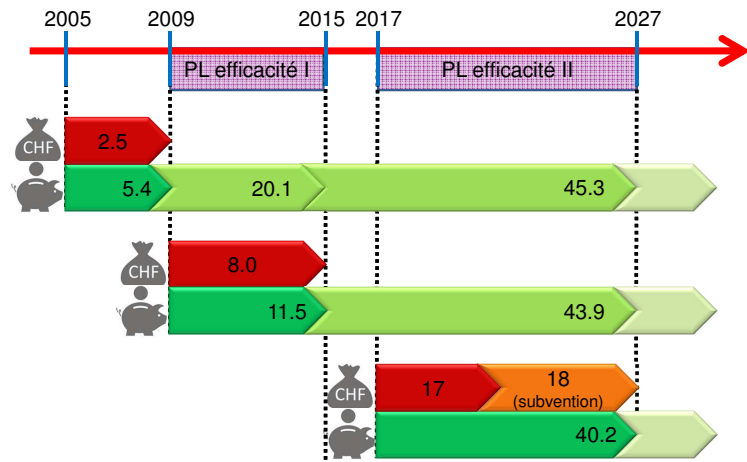 2005 2009 2015 2017 2027
PL efficacité I PL efficacité II
CHF 2.5
5.4 20.1 45.3
CHF 8.0
11.5 43.9
CHF 17 18
(subvention)
40.2